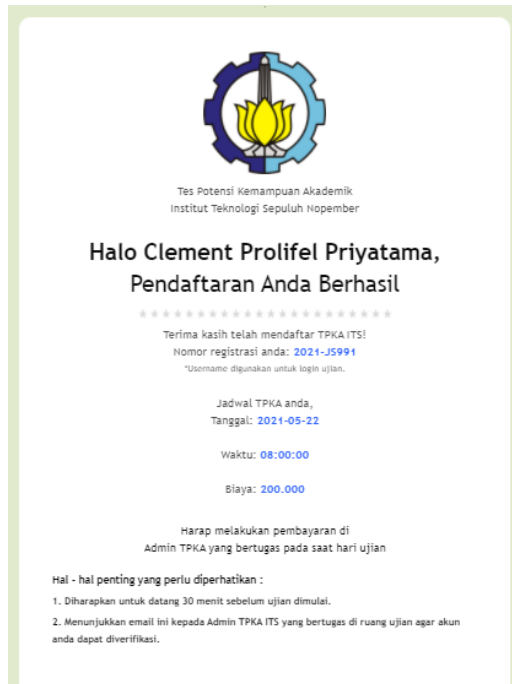 Tes Potensi Kemampuan Akademik
Institut Teknologi Sepuluh Nopember
Halo Clement Prolifel Priyatama,
Pendaftaran Anda Berhasil
Terima kasih telah mendaftar TPKA ITS!
Nomor registrasi anda: 2021-JS991
*Username digunakan untuk login ujian.
Jadwal TPKA anda,
Tanggal: 2021-05-22
Waktu: 08:00:00
Biaya: 200.000
Harap melakukan pembayaran di
Admin TPKA yang bertugas pada saat hari ujian
Hal - hal penting yang perlu diperhatikan :
1. Diharapkan untuk datang 30 menit sebelum ujian dimulai.
2. Menunjukkan email ini kepada Admin TPKA ITS yang bertugas di ruang ujian agar akun
anda dapat diverifikasi.